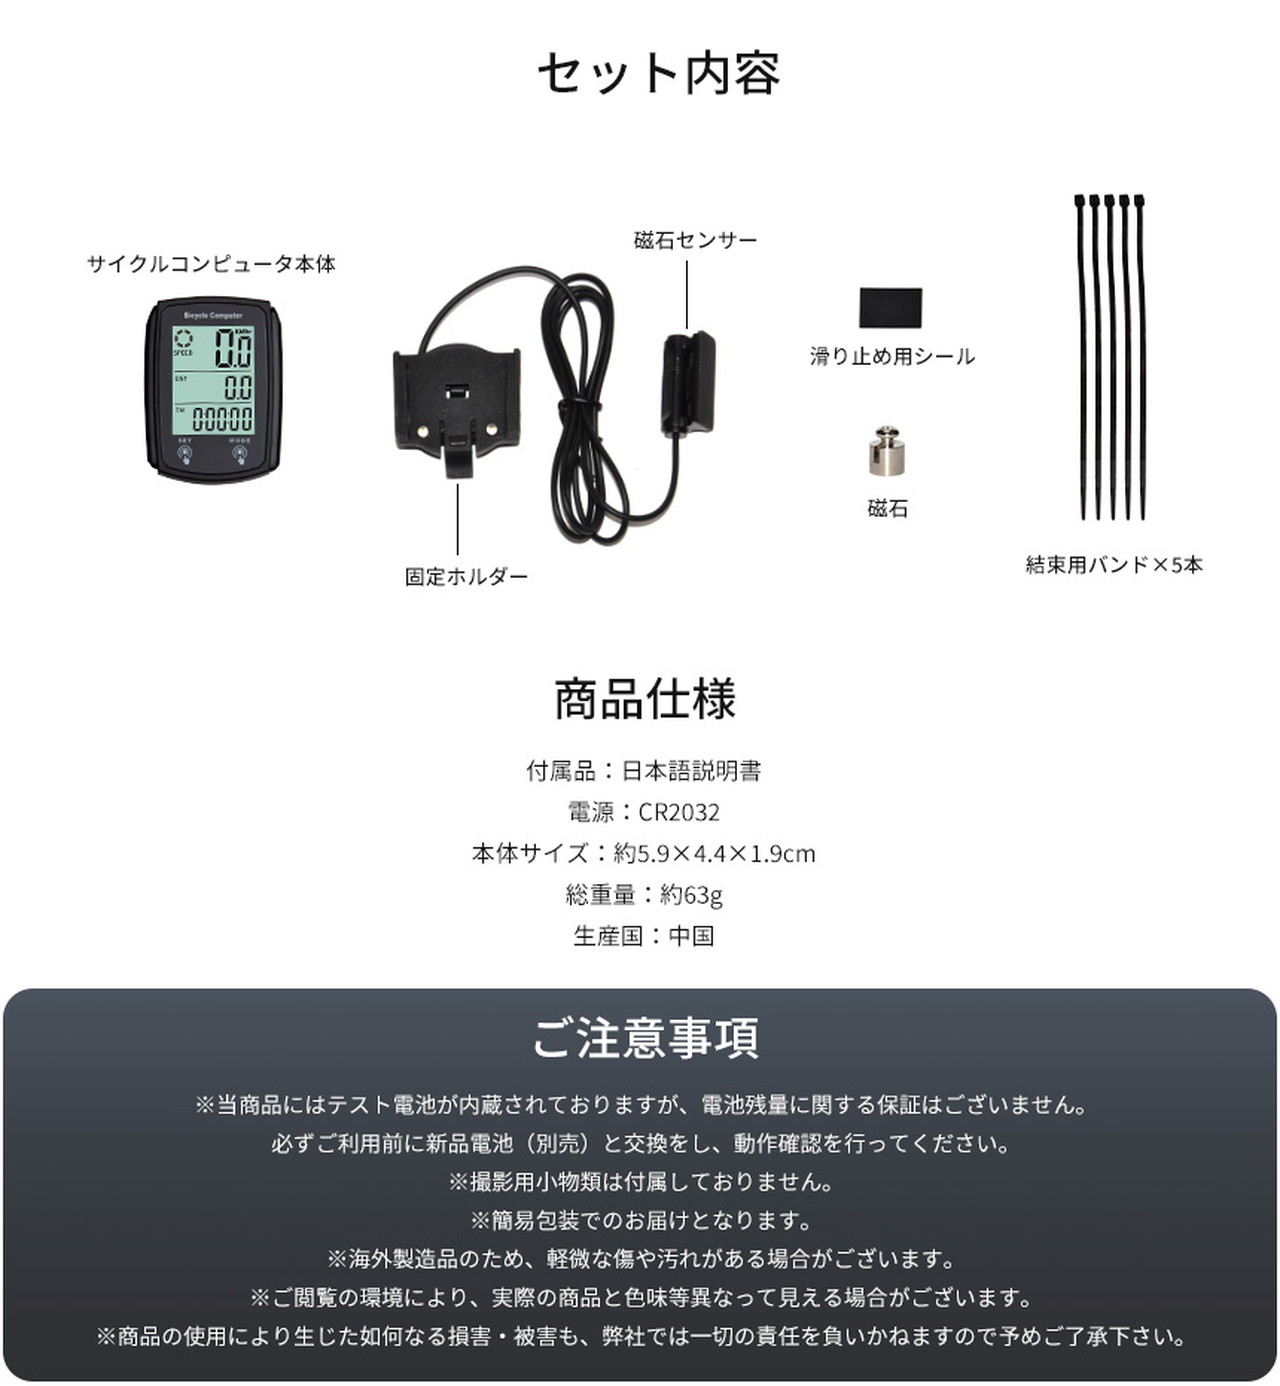 セット内容
磁石センサー
サイクルコンピュータ本体
Bicycle Computer
KM/hr
SPEED
0.0
DST
0.0
TM
00000
SET MODE
滑り止め用シール
磁石
固定ホルダー
結束用バンド×5本
商品仕様
付属品：日本語説明書
電源：CR2032
本体サイズ：約5.9×4.4×1.9cm
総重量：約63g
生産国：中国
ご注意事項
※当商品にはテスト電池が内蔵されておりますが、電池残量に関する保証はございません。
必ずご利用前に新品電池（別売）と交換をし、動作確認を行ってください。
※撮影用小物類は付属しておりません。
※簡易包装でのお届けとなります。
※海外製造品のため、軽微な傷や汚れがある場合がございます。
※ご閲覧の環境により、実際の商品と色味等異なって見える場合がございます。
※商品の使用により生じた如何なる損害・被害も、弊社では一切の責任を負いかねますので予めご了承下さい。